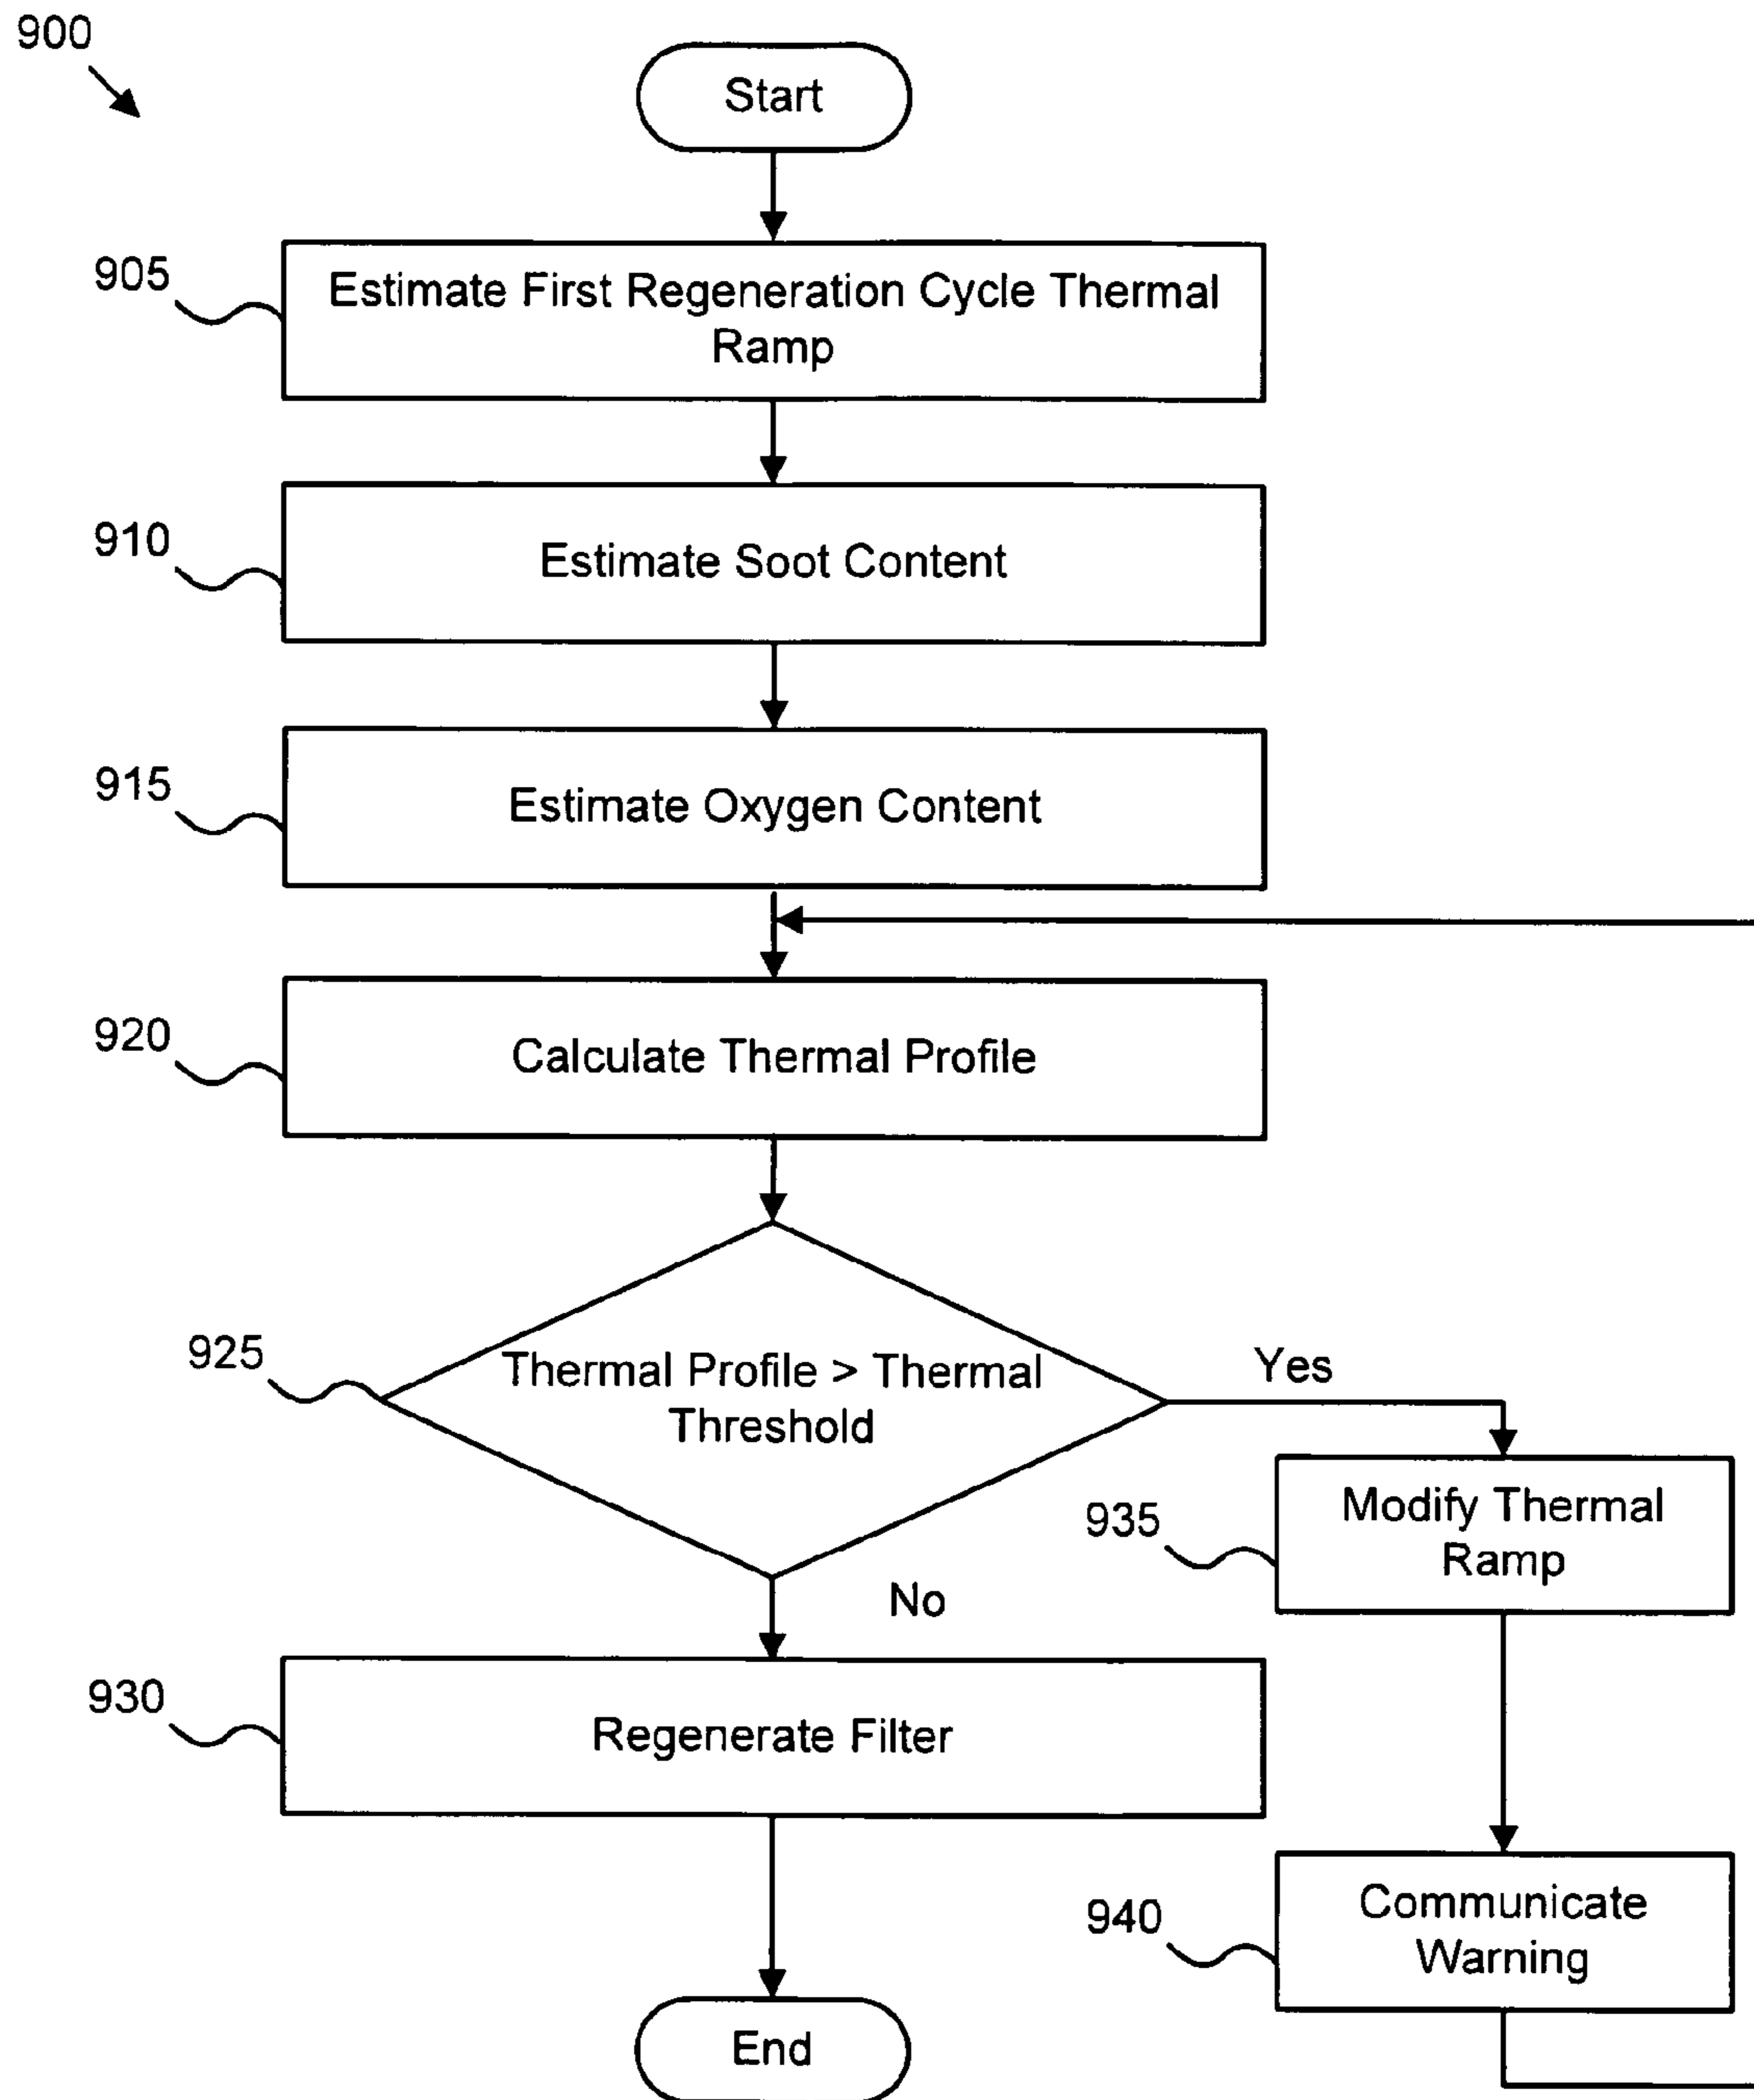 900
Start
905
Estimate First Regeneration Cycle Thermal
Ramp
910
Estimate Soot Content
915
Estimate Oxygen Content
920
Calculate Thermal Profile
925
Thermal Profile > Thermal
Threshold
Yes
935
Modify Thermal
Ramp
No
930
Regenerate Filter
940
Communicate
Warning
End